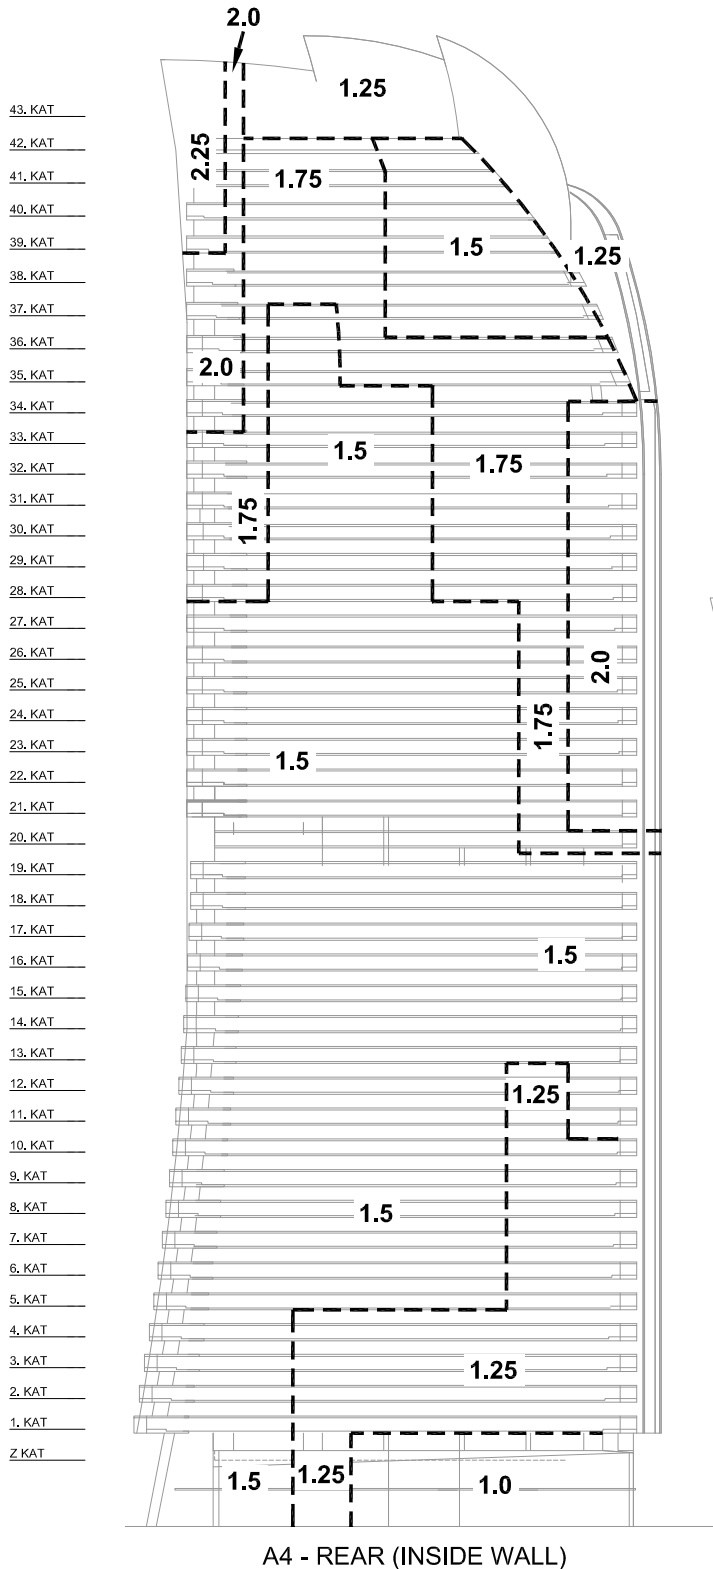 2.0
1.25
43. KAT
42. KAT
2.25
41. KAT
1.75
40. KAT
39. KAT
1.5
1.25
38. KAT
37. KAT
36. KAT
35. KAT
2.0
34. KAT
33. KAT
1.5
32. KAT
1.75
31. KAT
1.75
30. KAT
29. KAT
28. KAT
27. KAT
26. KAT
2.0
25. KAT
24. KAT
1.75
23. KAT
1.5
22. KAT
21. KAT
20. KAT
19. KAT
18. KAT
17. KAT
1.5
16. KAT
15. KAT
14. KAT
13. KAT
12. KAT
1.25
11. KAT
10. KAT
9. KAT
8. KAT
1.5
7. KAT
6. KAT
5. KAT
4. KAT
3. KAT
1.25
2. KAT
1. KAT
Z KAT
1.5
1.25
1.0
A4 - REAR (INSIDE WALL)